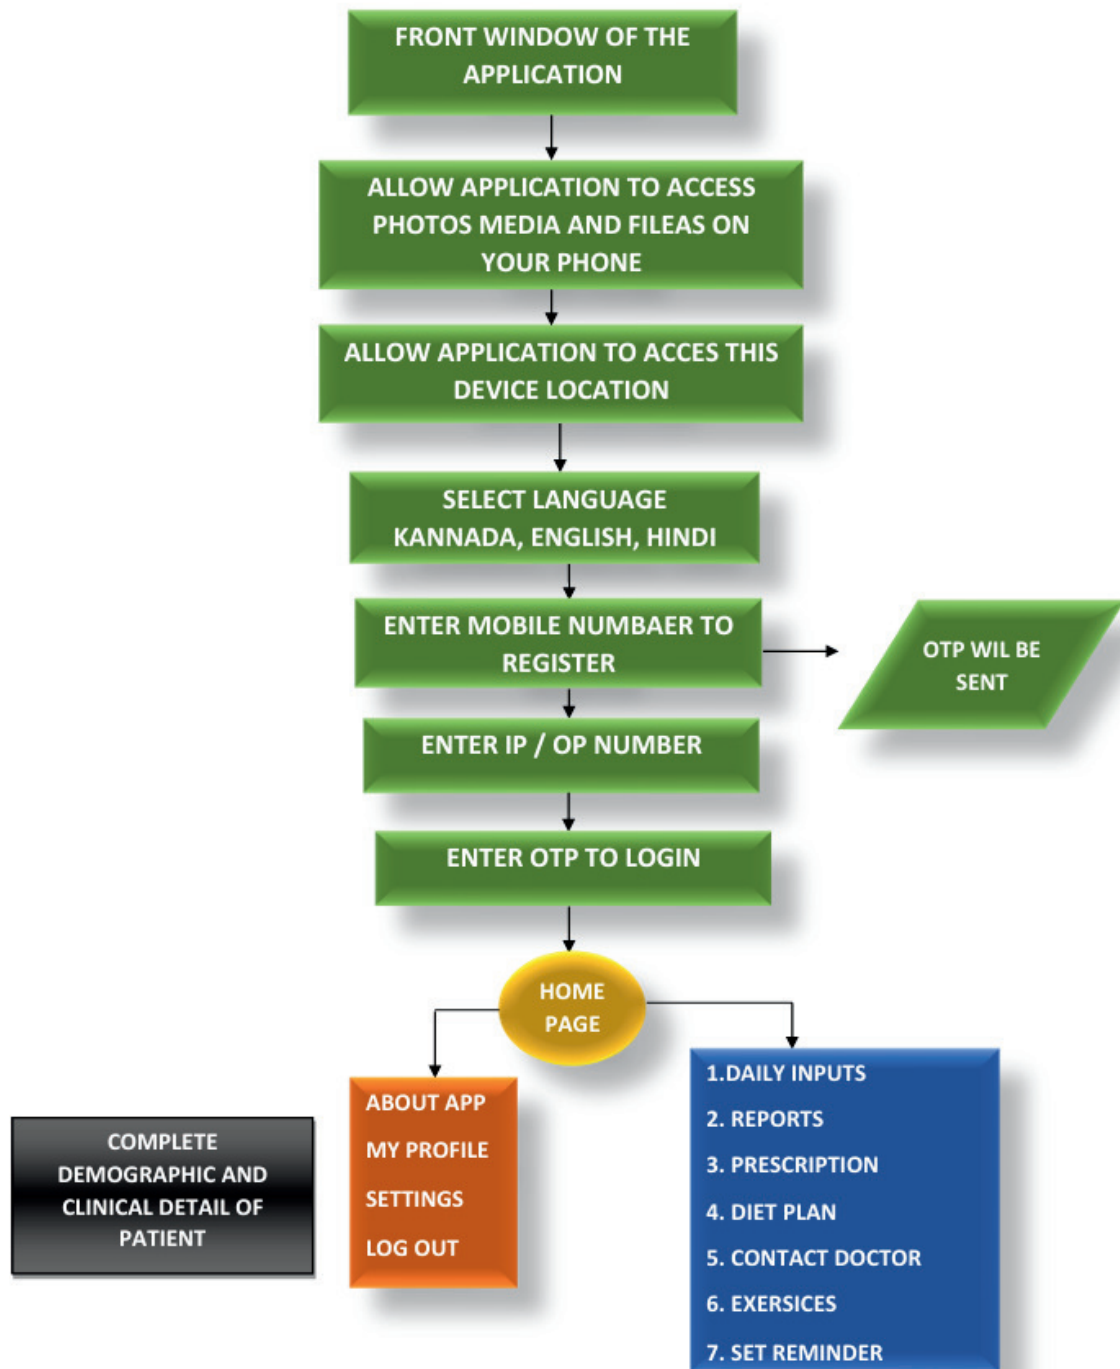 FRONT WINDOW OF THE
APPLICATION
ALLOW APPLICATION TO ACCESS
PHOTOS MEDIA AND FILEAS ON
YOUR PHONE
ALLOW APPLICATION TO ACCES THIS
DEVICE LOCATION
SELECT LANGUAGE
KANNADA, ENGLISH, HINDI
ENTER MOBILE NUMBAER TO
REGISTER
OTP WIL BE
SENT
ENTER IP / OP NUMBER
ENTER OTP TO LOGIN
HOME
PAGE
COMPLETE
DEMOGRAPHIC AND
CLINICAL DETAIL OF
PATIENT
ABOUT APP
MY PROFILE
SETTINGS
LOG OUT
1.DAILY INPUTS
2. REPORTS
3. PRESCRIPTION
4. DIET PLAN
5. CONTACT DOCTOR
6. EXERSICES
7. SET REMINDER